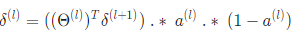 δ^{(l)} = ((Θ^{(l)})^T δ^{(l+1)}) .∗ a^{(l)} .∗ (1 − a^{(l)})